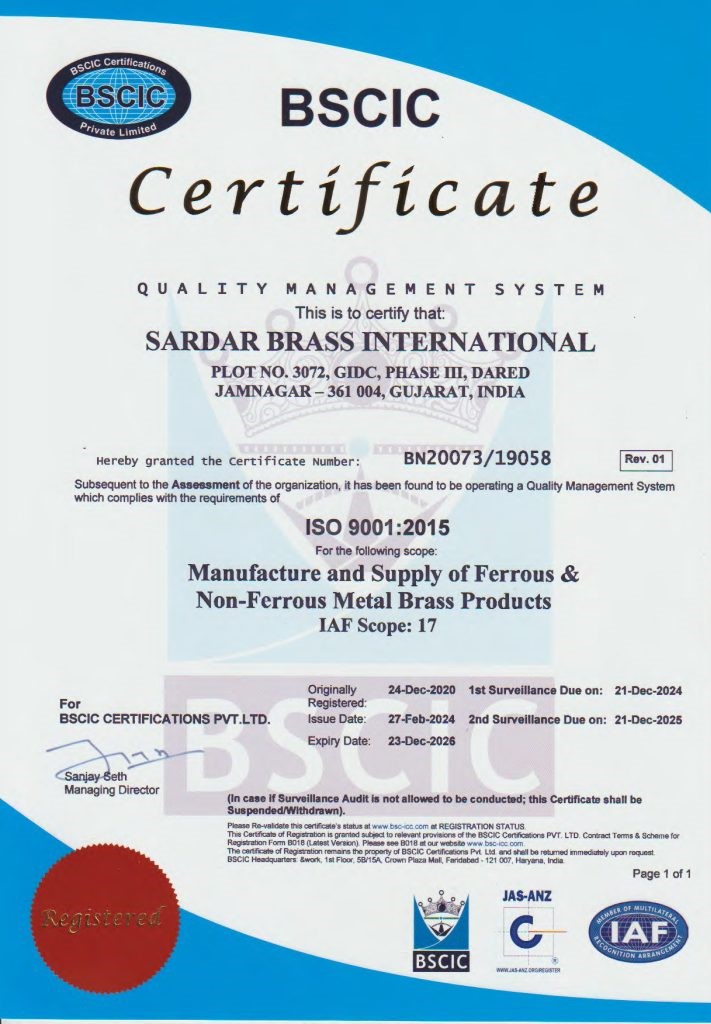 BSCIC Certifications
BSCIC
Private Limited
BSCIC
Certificate
QUALITY MANAGEMENT SYSTEM
This is to certify that:
SARDAR BRASS INTERNATIONAL
PLOT NO. 3072, GIDC, PHASE III, DARED
JAMNAGAR – 361 004, GUJARAT, INDIA
Hereby granted the Certificate Number: BN20073/19058 Rev. 01
Subsequent to the Assessment of the organization, it has been found to be operating a Quality Management System
which complies with the requirements of
ISO 9001:2015
For the following scope:
Manufacture and Supply of Ferrous &
Non-Ferrous Metal Brass Products
IAF Scope: 17
BSCIC
For
BSCIC CERTIFICATIONS PVT.LTD.
Sanjay Seth
Managing Director
Originally Registered: 24-Dec-2020 1st Surveillance Due on: 21-Dec-2024
Issue Date: 27-Feb-2024 2nd Surveillance Due on: 21-Dec-2025
Expiry Date: 23-Dec-2026
(In case if Surveillance Audit is not allowed to be conducted; this Certificate shall be
Suspended/Withdrawn).
Please Re-validate this certificate's status at www.bsc-icc.com at REGISTRATION STATUS.
This Certificate of Registration is granted subject to relevant provisions of the BSCIC Certifications PVT. LTD. Contract Terms & Scheme for
Registration Form B018 (Latest Version). Please see B018 at our website www.bsc-icc.com
The certificate of Registration remains the property of BSCIC Certifications Pvt. Ltd. and shall be returned immediately upon request.
BSCIC Headquarters: &work, 1st Floor, 5B/15A, Crown Plaza Mall, Faridabad - 121 007, Haryana, India.
Page 1 of 1
Registered
BSCIC
JAS-ANZ
C
®
WWW.JAS-ANZ.ORG/REGISTER
MEMBER OF MULTILATERAL
IAF
RECOGNITION ARRANGEMENT